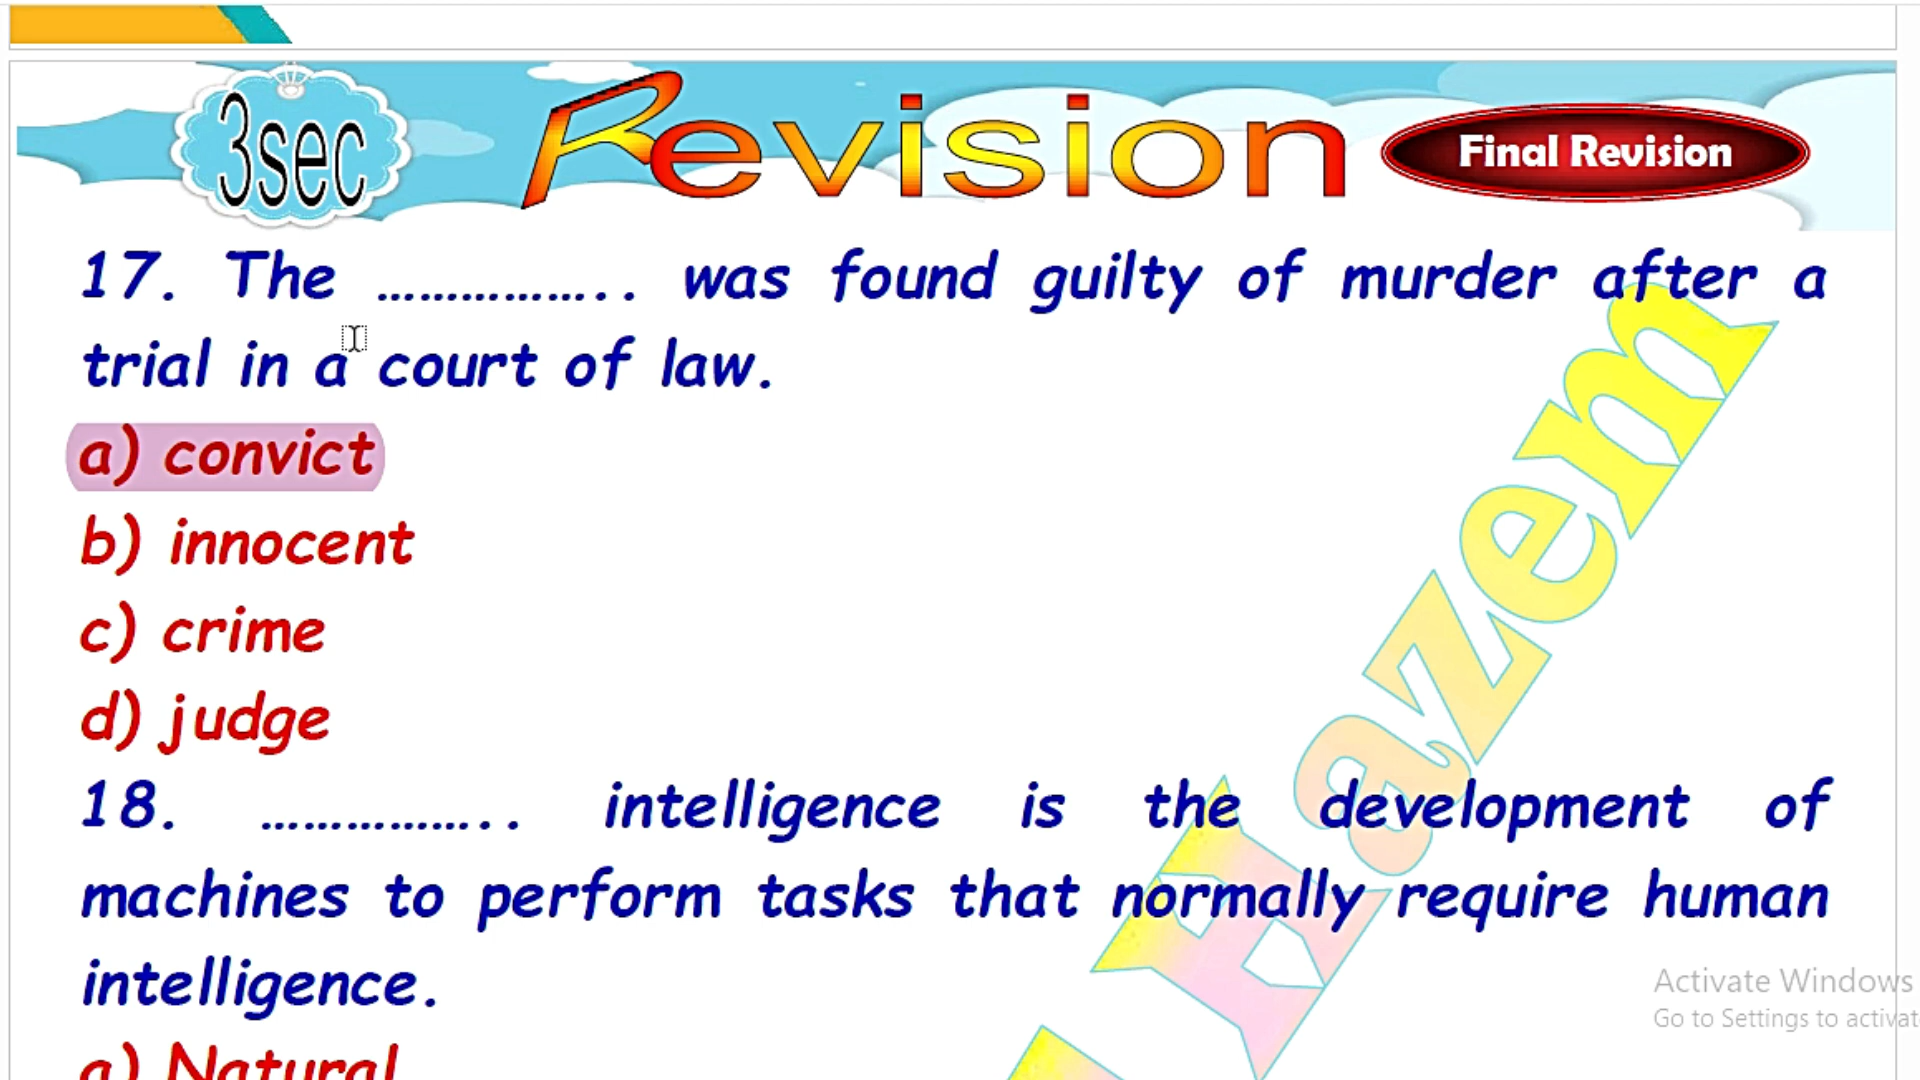 3sec
Revision
Final Revision
17. The …………….. was found guilty of murder after a
trial in a court of law.
a) convict
b) innocent
c) crime
d) judge
18. …………….. intelligence is the development of
machines to perform tasks that normally require human
intelligence.
a) Natural
Hazem
Activate Windows
Go to Settings to activat